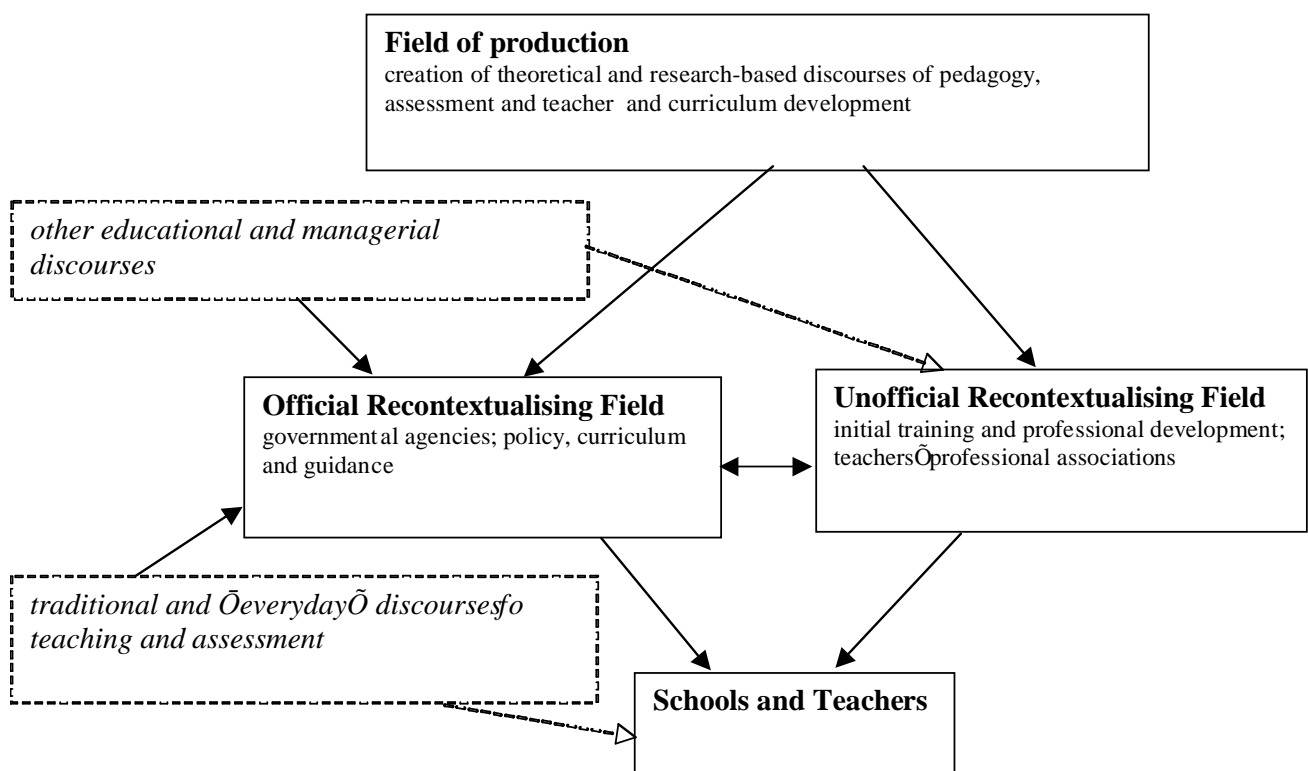 Field of production
creation of theoretical and research-based discourses of pedagogy,
assessment and teacher and curriculum development
other educational and managerial
discourses
Official Recontextualising Field
governmental agencies; policy, curriculum
and guidance
Unofficial Recontextualising Field
initial training and professional development;
teachersÕprofessional associations
traditional and ŌeverydayÕ discoursesfo
teaching and assessment
Schools and Teachers